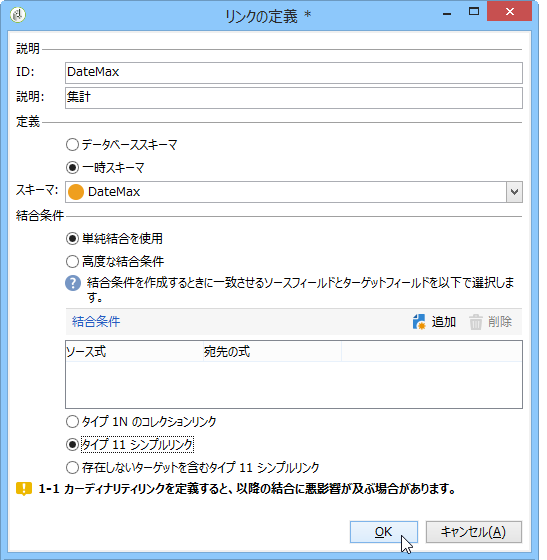 リンクの定義 *
説明
ID: DateMax
説明: 集計
定義
データベーススキーマ
一時スキーマ
スキーマ: DateMax
結合条件
単純結合を使用
高度な結合条件
結合条件を作成するときに一致させるソースフィールドとターゲットフィールドを以下で選択しま
す。
結合条件 追加 削除
ソース式 宛先の式
タイプ 1N のコレクションリンク
タイプ 11 シンプルリンク
存在しないターゲットを含むタイプ 11 シンプルリンク
1-1 カーディナリティリンクを定義すると、以降の結合に悪影響が及ぶ場合があります。
OK キャンセル(A)